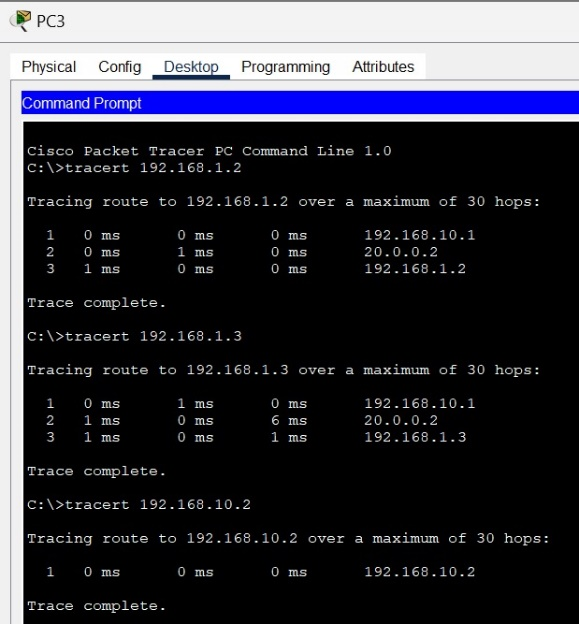 PC3
Physical Config Desktop Programming Attributes
Command Prompt
Cisco Packet Tracer PC Command Line 1.0
C:\>tracert 192.168.1.2
Tracing route to 192.168.1.2 over a maximum of 30 hops:
1 0 ms 0 ms 0 ms 192.168.10.1
2 0 ms 1 ms 0 ms 20.0.0.2
3 1 ms 0 ms 0 ms 192.168.1.2
Trace complete.
C:\>tracert 192.168.1.3
Tracing route to 192.168.1.3 over a maximum of 30 hops:
1 0 ms 1 ms 0 ms 192.168.10.1
2 1 ms 0 ms 6 ms 20.0.0.2
3 1 ms 0 ms 1 ms 192.168.1.3
Trace complete.
C:\>tracert 192.168.10.2
Tracing route to 192.168.10.2 over a maximum of 30 hops:
1 0 ms 0 ms 0 ms 192.168.10.2
Trace complete.